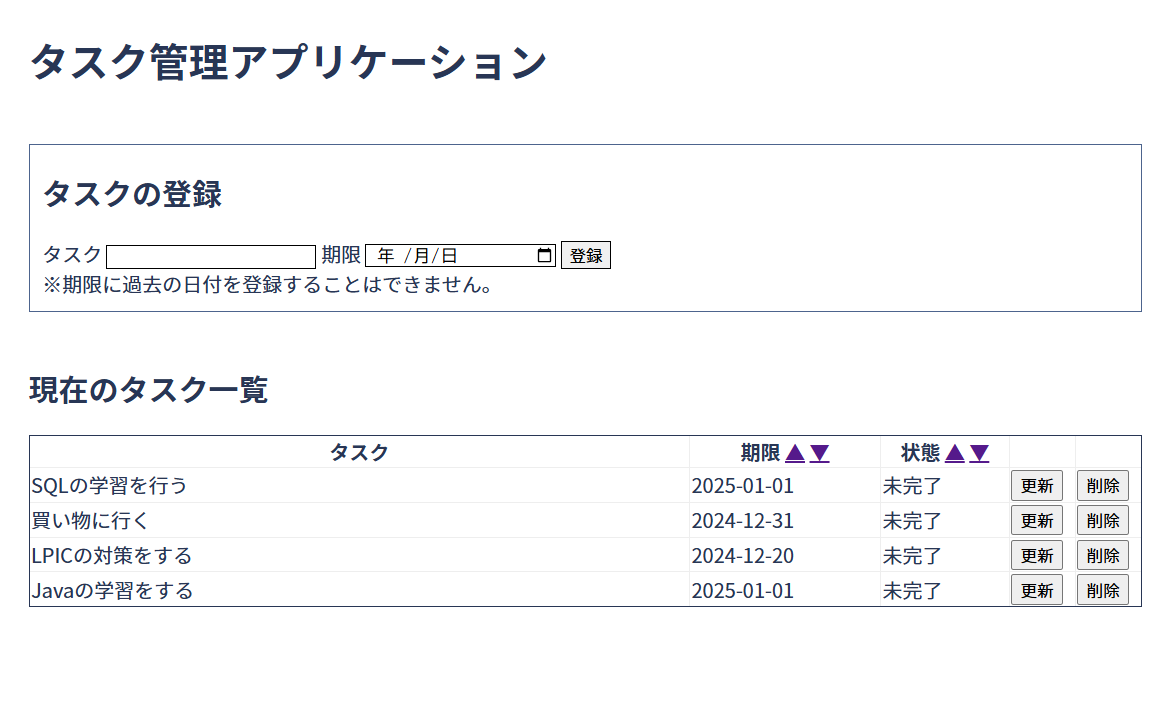 タスク管理アプリケーション
タスクの登録
タスク 期限 年 /月/日 登録
※期限に過去の日付を登録することはできません。
現在のタスク一覧
タスク 期限 ▲ ▼ 状態 ▲ ▼
SQLの学習を行う 2025-01-01 未完了 更新 削除
買い物に行く 2024-12-31 未完了 更新 削除
LPICの対策をする 2024-12-20 未完了 更新 削除
Javaの学習をする 2025-01-01 未完了 更新 削除